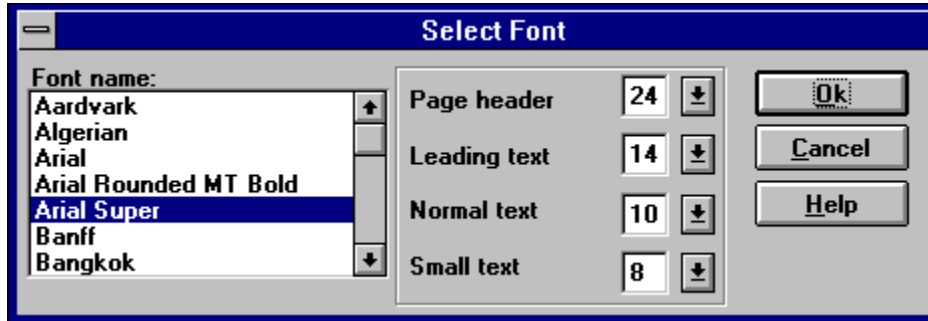 Select Font
Font name:
Aardvark
Algerian
Arial
Arial Rounded MT Bold
Arial Super
Banff
Bangkok
Page header 24
Leading text 14
Normal text 10
Small text 8
Ok
Cancel
Help